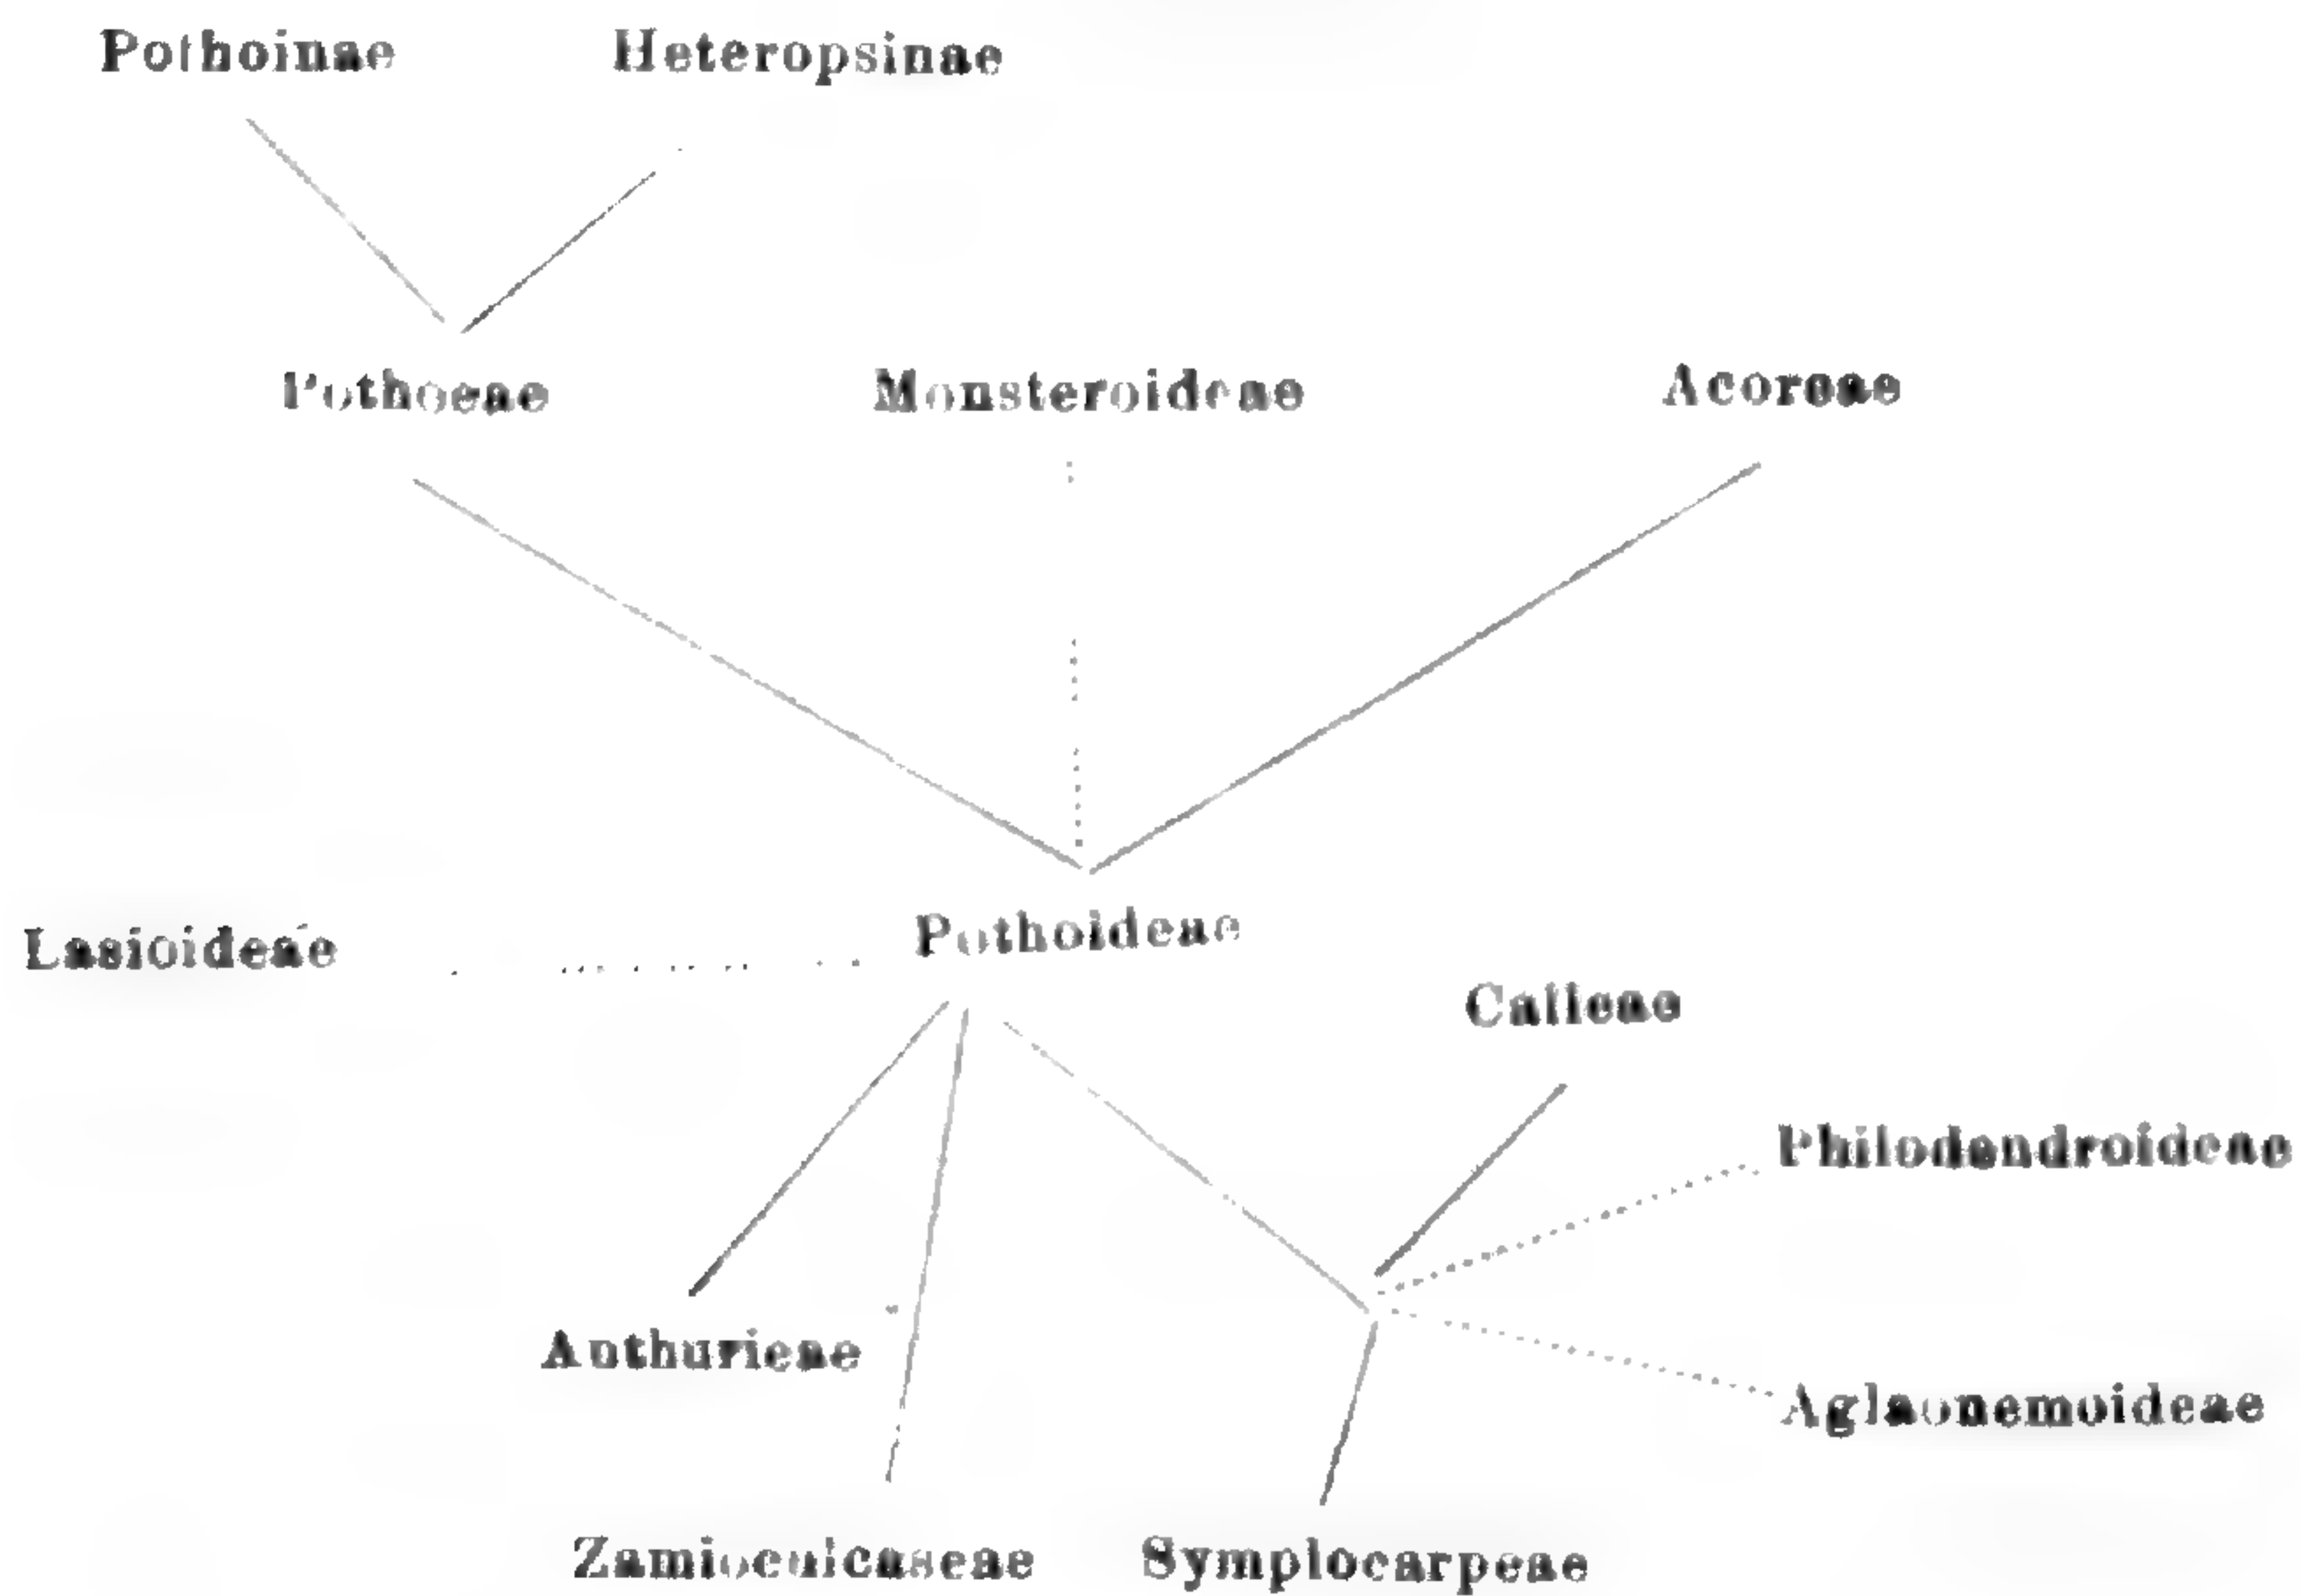 Pothoinae Heteropsinae
Pothoeae Monsteroideae Acoreae
Lasioideae Pothoideae
Calleae
Philodendroideae
Anthurieae
Aglaonemoideae
Zamioculcaseae Symplocarpeae